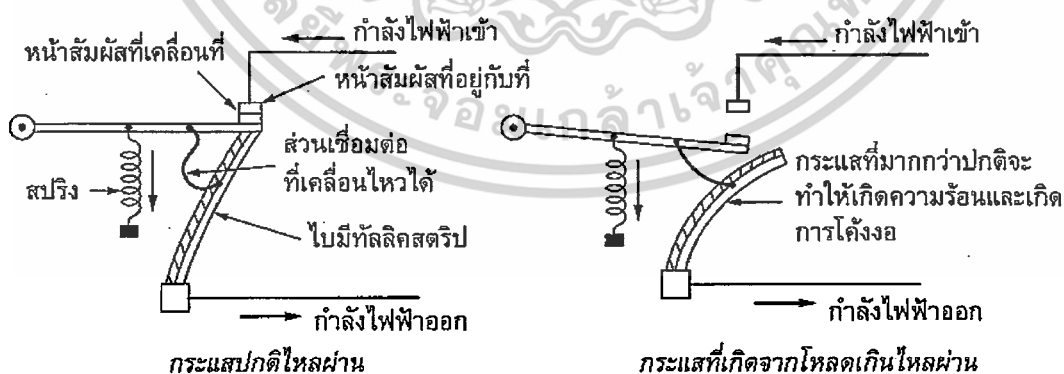 กำลังไฟฟ้าเข้า
หน้าสัมผัสที่เคลื่อนที่
หน้าสัมผัสที่อยู่กับที่
ส่วนเชื่อมต่อ
ที่เคลื่อนไหวได้
สปริง
ไบมีทัลลิคสตริป
กำลังไฟฟ้าออก
กระแสปกติไหลผ่าน
กำลังไฟฟ้าเข้า
กระแสที่มากกว่าปกติจะ
ทำให้เกิดความร้อนและเกิด
การโค้งงอ
กำลังไฟฟ้าออก
กระแสที่เกิดจากโหลดเกินไหลผ่าน